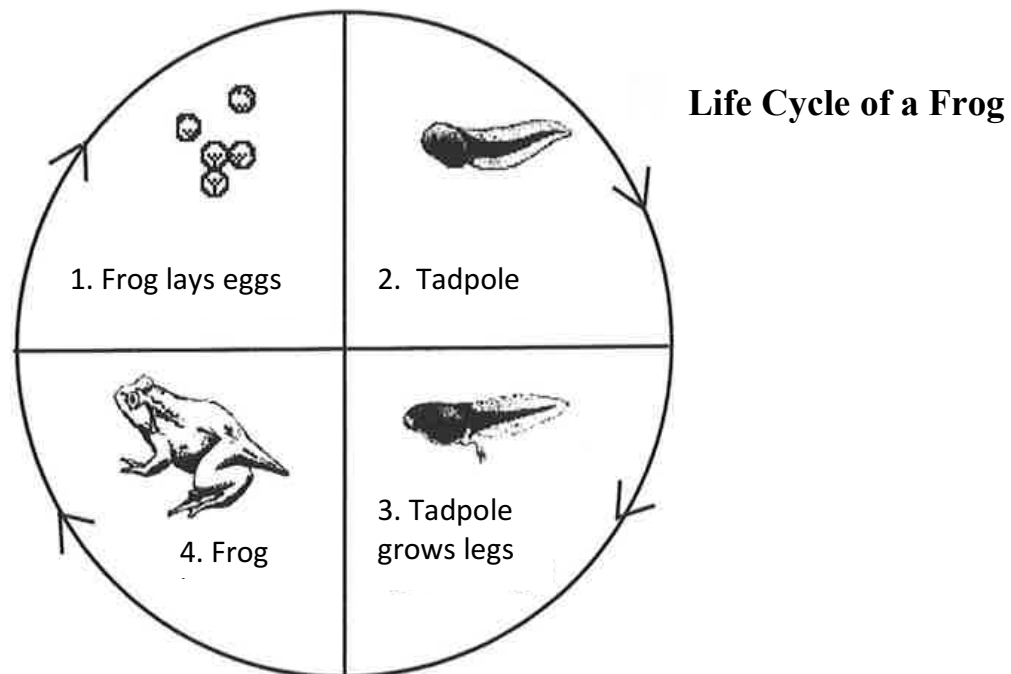 Life Cycle of a Frog
1. Frog lays eggs
2. Tadpole
3. Tadpole
grows legs
4. Frog